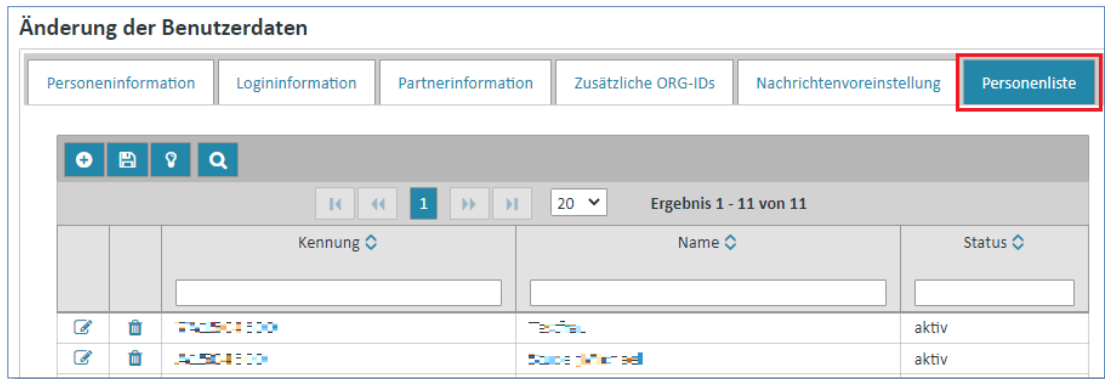 Änderung der Benutzerdaten
Personeninformation Logininformation Partnerinformation Zusätzliche ORG-IDs Nachrichtenvoreinstellung Personenliste
1 20 Ergebnis 1 - 11 von 11
Kennung Name Status
aktiv
aktiv